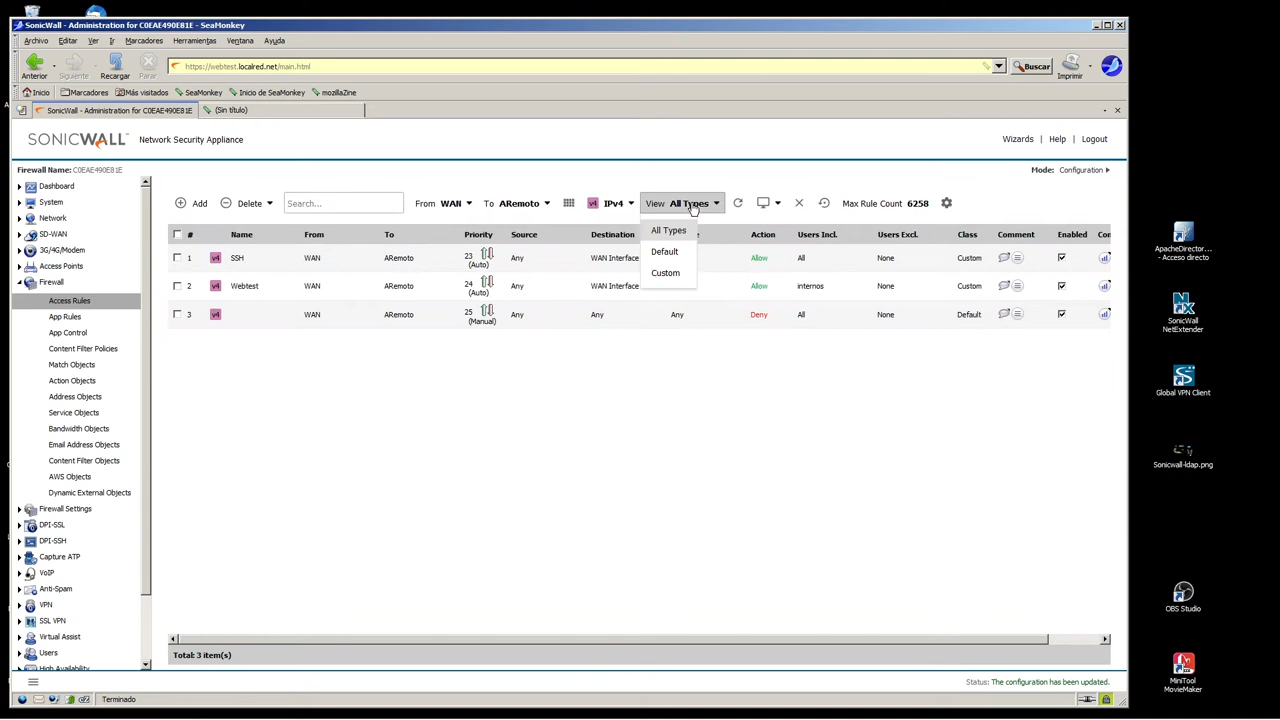 SonicWall - Administration for C0EAE490E81E - SeaMonkey
Archivo Editar Ver Ir Marcadores Herramientas Ventana Ayuda
Anterior Siguiente Recargar Parar
https://webtest.localred.net/main.html
Buscar
Imprimir
Inicio Marcadores Más visitados SeaMonkey Inicio de SeaMonkey mozillaZine
SonicWall - Administration for C0EAE490E81E (Sin título)
SONICWALL Network Security Appliance
Wizards | Help | Logout
Firewall Name: C0EAE490E81E
Mode: Configuration
Dashboard
System
Network
SD-WAN
3G/4G/Modem
Access Points
Firewall
Access Rules
App Rules
App Control
Content Filter Policies
Match Objects
Action Objects
Address Objects
Service Objects
Bandwidth Objects
Email Address Objects
Content Filter Objects
AWS Objects
Dynamic External Objects
Firewall Settings
DPI-SSL
DPI-SSH
Capture ATP
VoIP
Anti-Spam
VPN
SSL VPN
Virtual Assist
Users
High Availability
Add Delete Search... From WAN To ARemoto v4 IPv4 View All Types Max Rule Count 6258
All Types
Default
Custom
# Name From To Priority Source Destination Action Users Incl. Users Excl. Class Comment Enabled Con
1 v4 SSH WAN ARemoto 23 (Auto) Any WAN Interface Allow All None Custom
2 v4 Webtest WAN ARemoto 24 (Auto) Any WAN Interface Allow internos None Custom
3 v4 WAN ARemoto 25 (Manual) Any Any Any Deny All None Default
Total: 3 item(s)
Status: The configuration has been updated.
Terminado
ApacheDirector...
- Acceso directo
SonicWall
NetExtender
Global VPN Client
Sonicwall-ldap.png
OBS Studio
MiniTool
MovieMaker